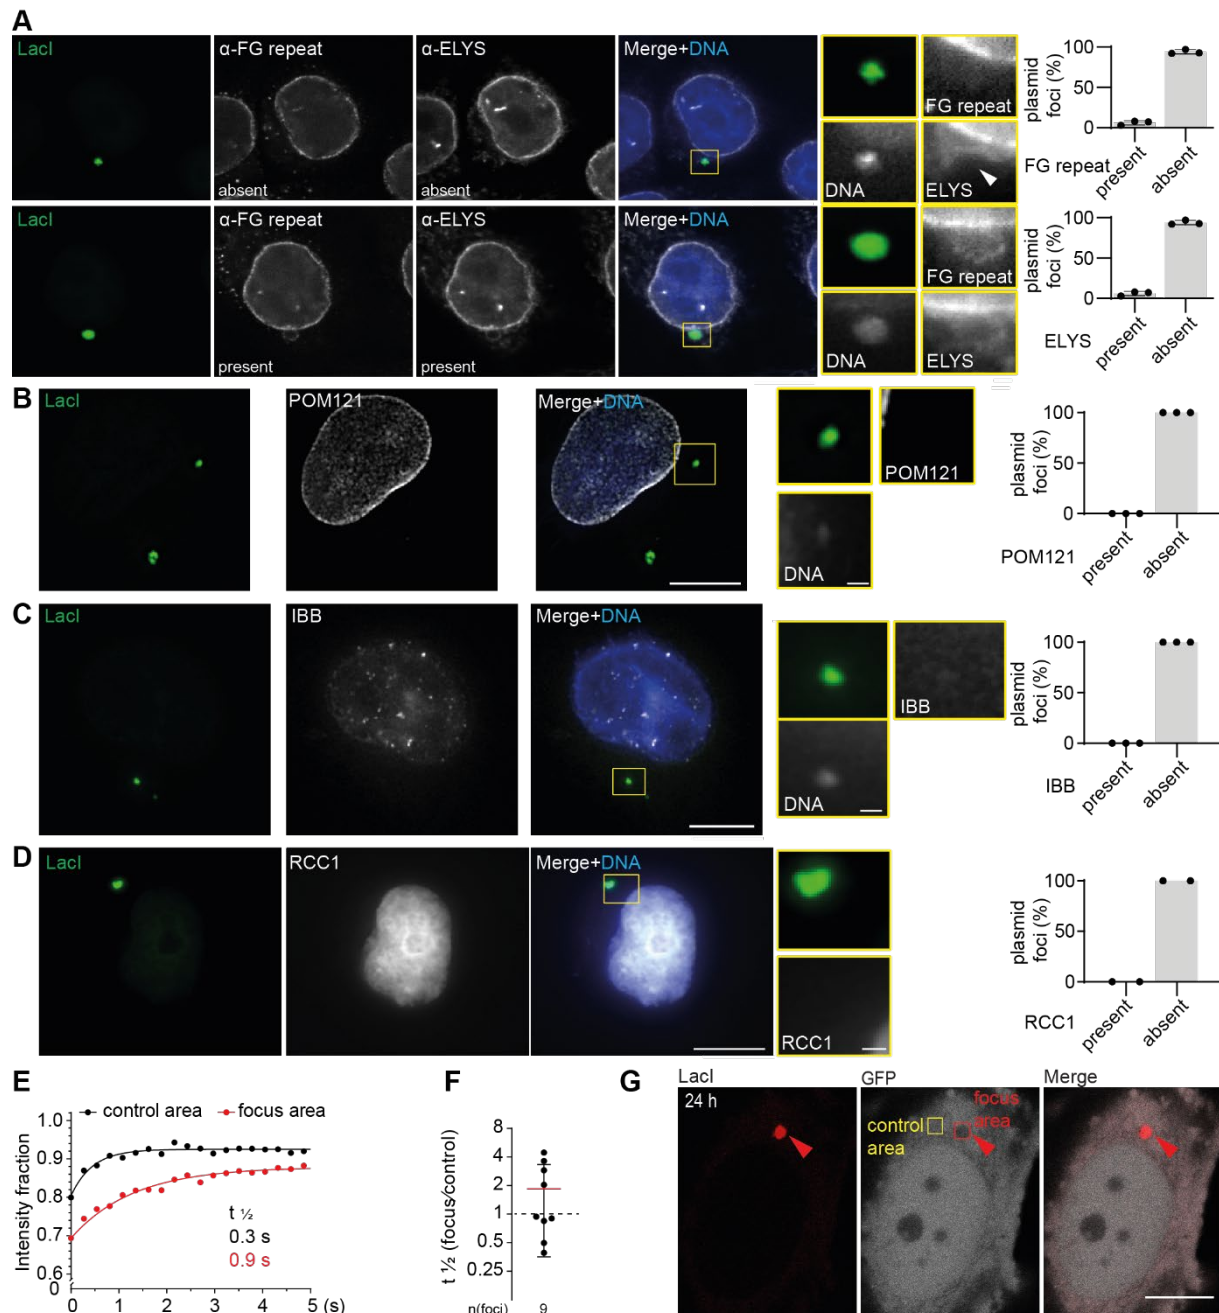 A
LacI
α-FG repeat
α-ELYS
Merge+DNA
absent
absent
FG repeat
DNA
ELYS
plasmid
foci (%)
100
50
0
FG repeat
present
absent
LacI
α-FG repeat
α-ELYS
Merge+DNA
present
present
FG repeat
DNA
ELYS
plasmid
foci (%)
100
50
0
ELYS
present
absent
B
LacI
POM121
Merge+DNA
POM121
DNA
plasmid
foci (%)
100
50
0
POM121
present
absent
C
LacI
IBB
Merge+DNA
IBB
DNA
plasmid
foci (%)
100
50
0
IBB
present
absent
D
LacI
RCC1
Merge+DNA
RCC1
plasmid
foci (%)
100
50
0
RCC1
present
absent
E
control area
focus area
Intensity fraction
1.0
0.9
0.8
0.7
0.6
0
t ½
0.3 s
0.9 s
0 1 2 3 4 5 (s)
F
t ½ (focus/control)
8
4
2
1
0.5
0.25
n(foci) 9
G
LacI
24 h
GFP
control
area
focus
area
Merge